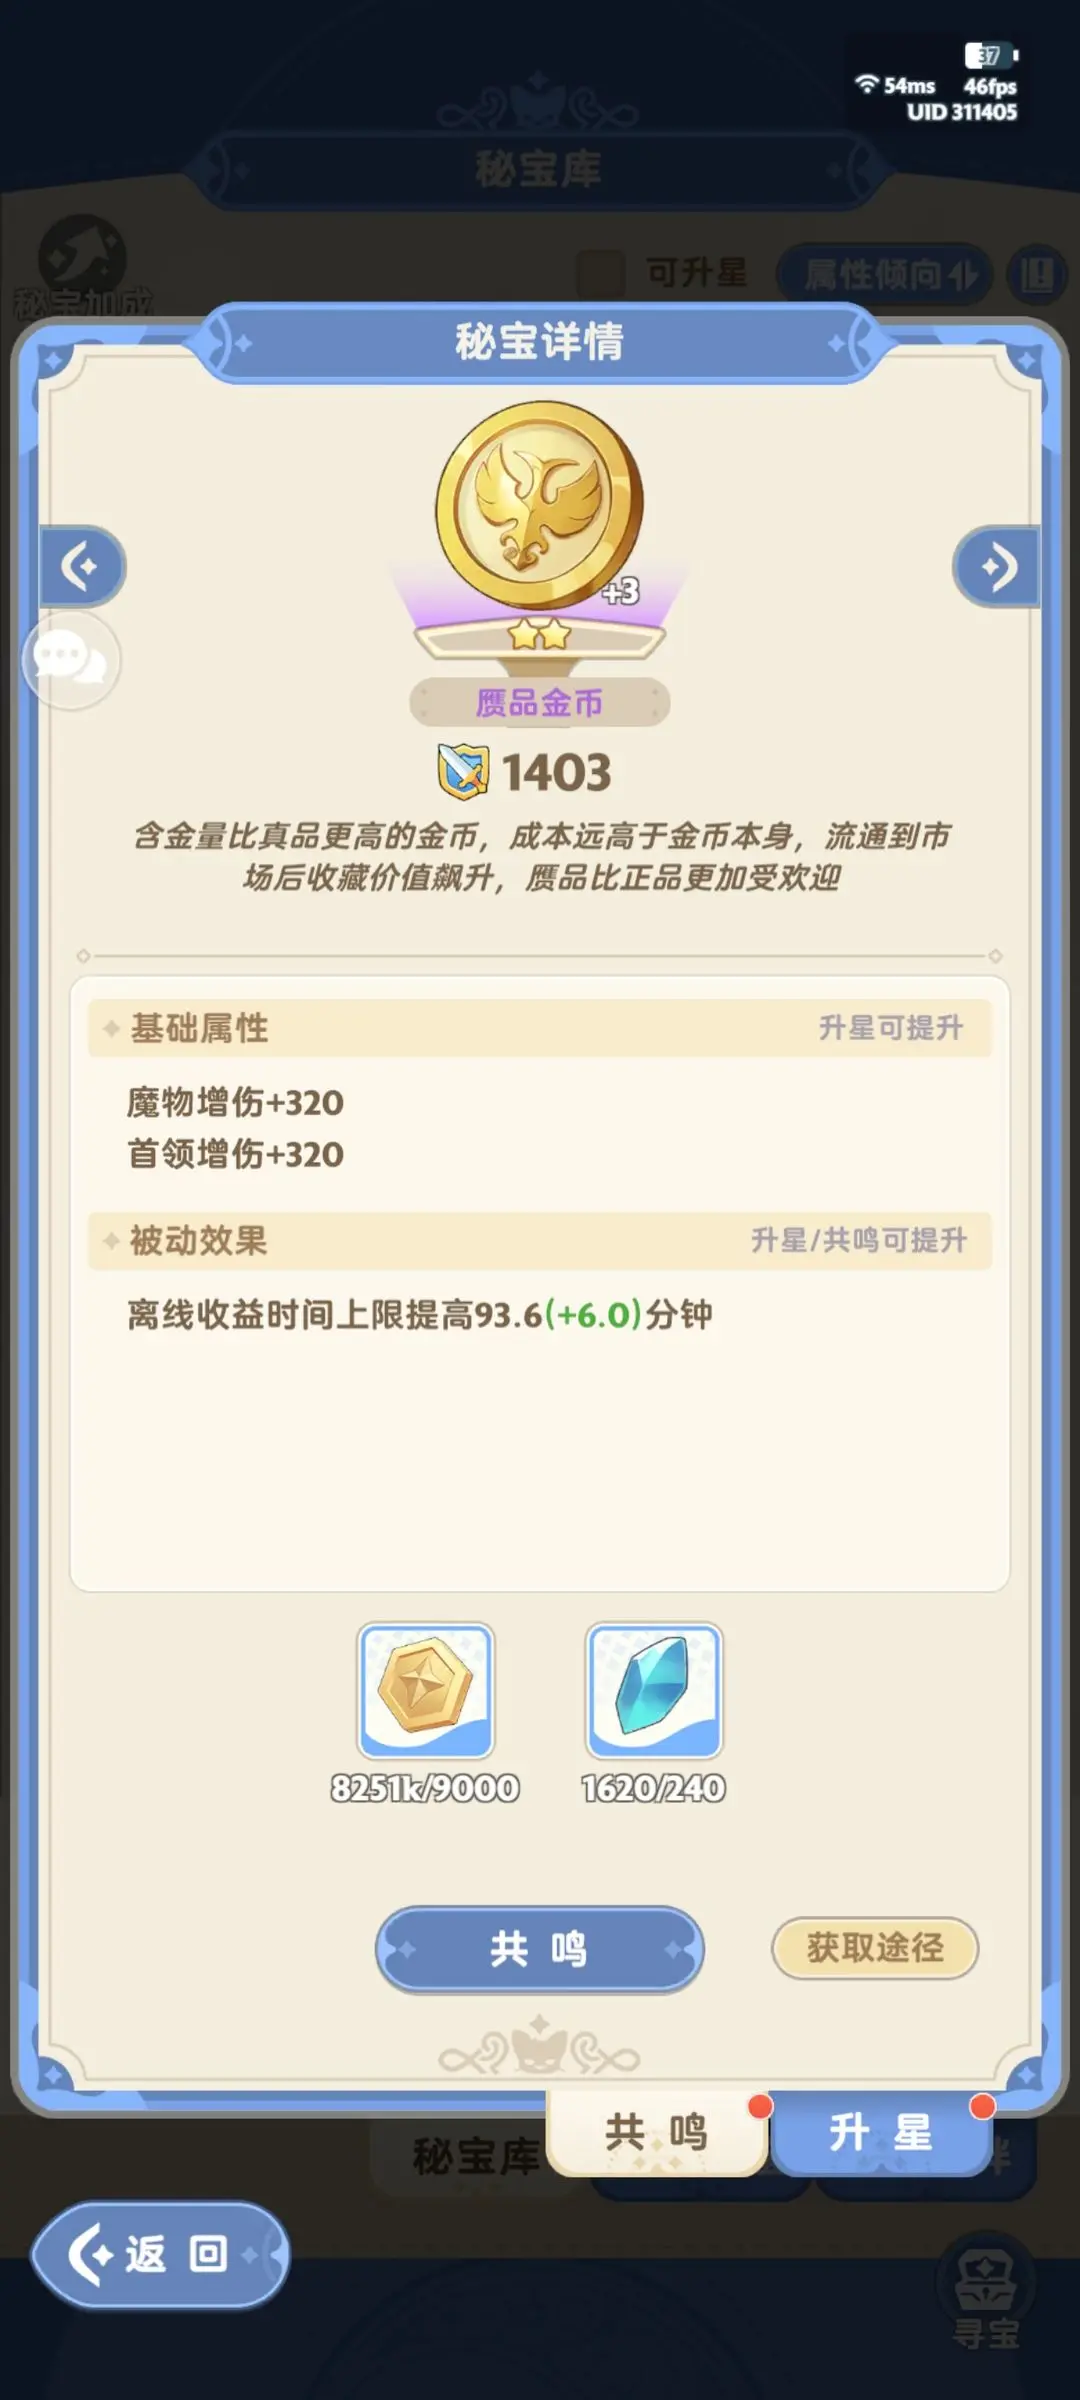 37
54ms 46fps
UID 311405
秘宝库
秘宝加成
可升星
属性倾向
秘宝详情
+3
赝品金币
1403
含金量比真品更高的金币，成本远高于金币本身，流通到市
场后收藏价值飙升，赝品比正品更加受欢迎
基础属性 升星可提升
魔物增伤+320
首领增伤+320
被动效果 升星/共鸣可提升
离线收益时间上限提高93.6(+6.0)分钟
8251k/9000 1620/240
共鸣 获取途径
共鸣 升星
秘宝库
返回
寻宝